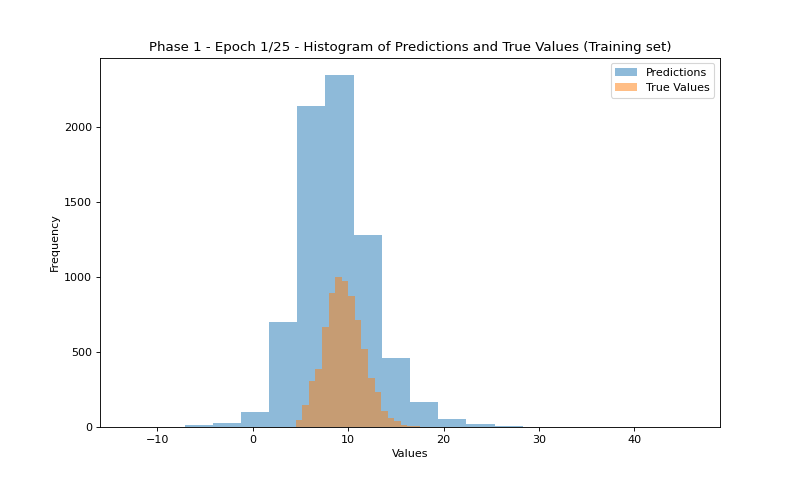 Phase 1 - Epoch 1/25 - Histogram of Predictions and True Values (Training set)
Predictions
True Values
2000
1500
1000
500
0
Frequency
−10
0
10
20
30
40
Values